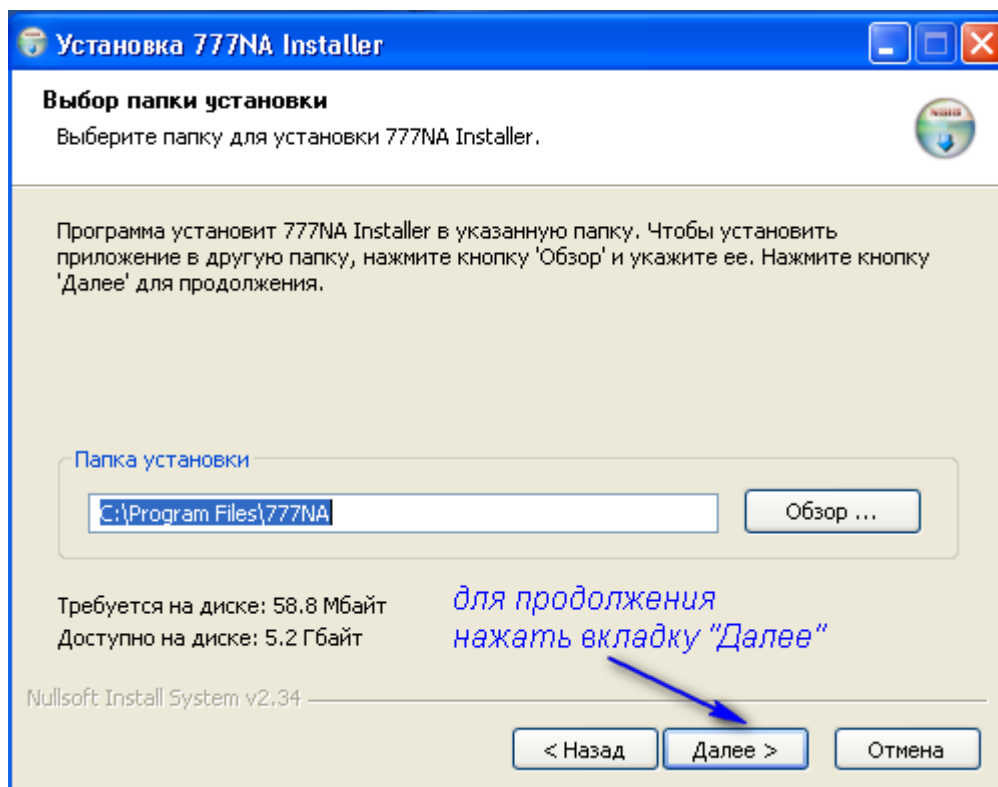 Установка 777NA Installer
Выбор папки установки
Выберите папку для установки 777NA Installer.
Программа установит 777NA Installer в указанную папку. Чтобы установить
приложение в другую папку, нажмите кнопку 'Обзор' и укажите ее. Нажмите кнопку
'Далее' для продолжения.
Папка установки
C:\Program Files\777NA
Обзор ...
Требуется на диске: 58.8 Мбайт
Доступно на диске: 5.2 Гбайт
для продолжения
нажать вкладку "Далее"
Nullsoft Install System v2.34
< Назад
Далее >
Отмена